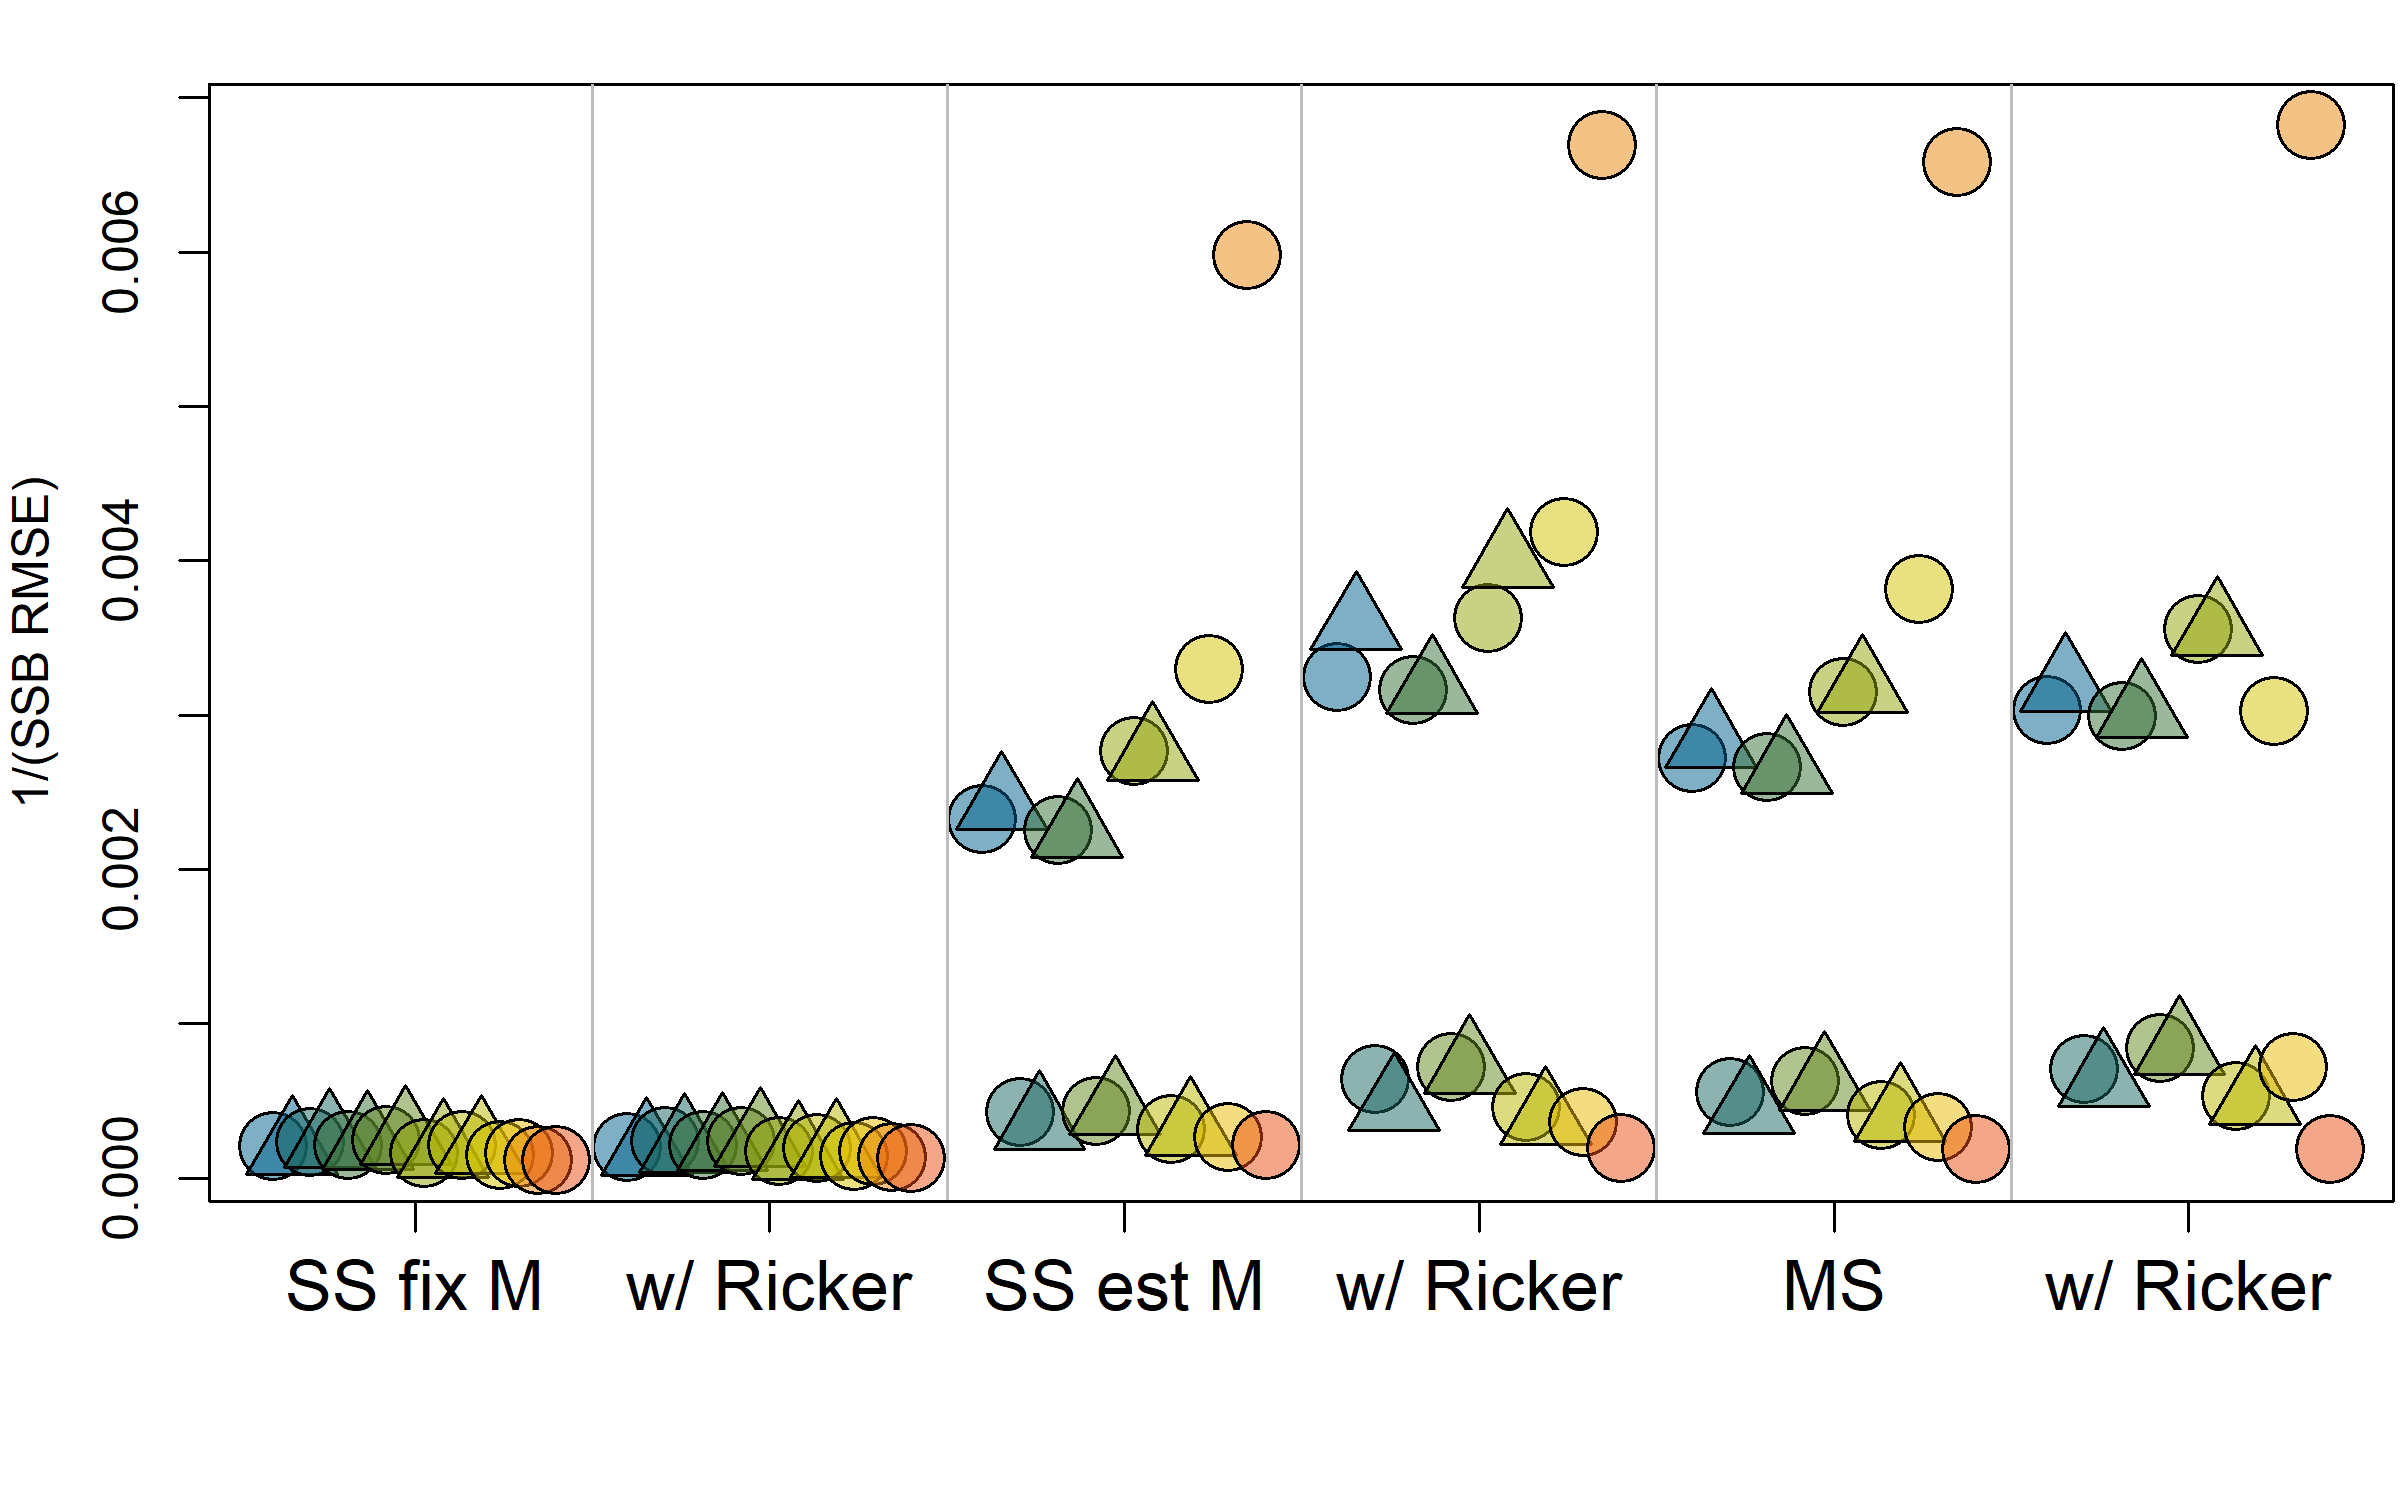 1/(SSB RMSE)
0.006
0.004
0.002
0.000
SS fix M
w/ Ricker
SS est M
w/ Ricker
MS
w/ Ricker